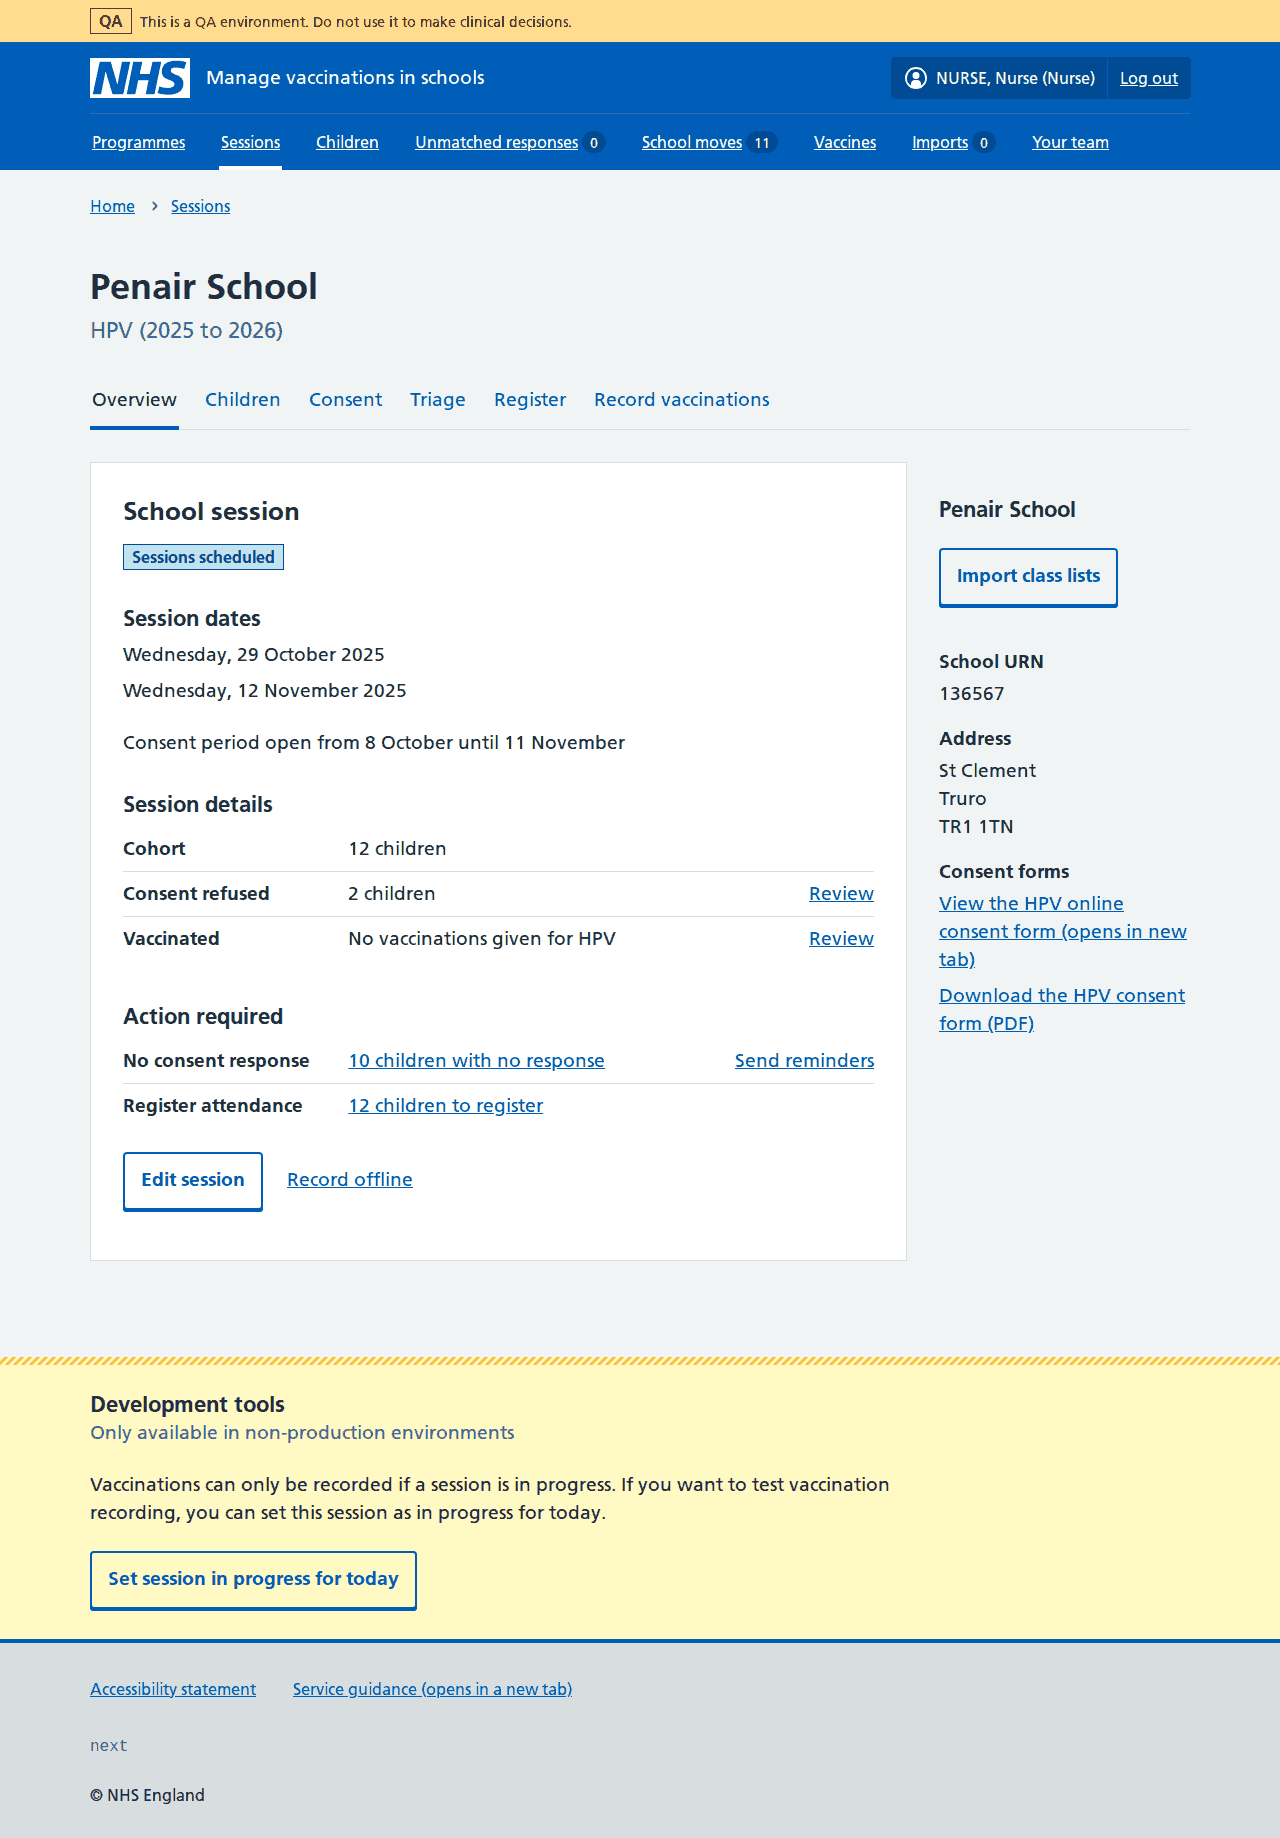 QA This is a QA environment. Do not use it to make clinical decisions.
NHS Manage vaccinations in schools NURSE, Nurse (Nurse) Log out
Programmes Sessions Children Unmatched responses 0 School moves 11 Vaccines Imports 0 Your team
Home › Sessions
Penair School
HPV (2025 to 2026)
Overview Children Consent Triage Register Record vaccinations
School session
Sessions scheduled
Session dates
Wednesday, 29 October 2025
Wednesday, 12 November 2025
Consent period open from 8 October until 11 November
Session details
Cohort 12 children
Consent refused 2 children Review
Vaccinated No vaccinations given for HPV Review
Action required
No consent response 10 children with no response Send reminders
Register attendance 12 children to register
Edit session Record offline
Penair School
Import class lists
School URN
136567
Address
St Clement
Truro
TR1 1TN
Consent forms
View the HPV online
consent form (opens in new
tab)
Download the HPV consent
form (PDF)
Development tools
Only available in non-production environments
Vaccinations can only be recorded if a session is in progress. If you want to test vaccination
recording, you can set this session as in progress for today.
Set session in progress for today
Accessibility statement Service guidance (opens in a new tab)
next
© NHS England